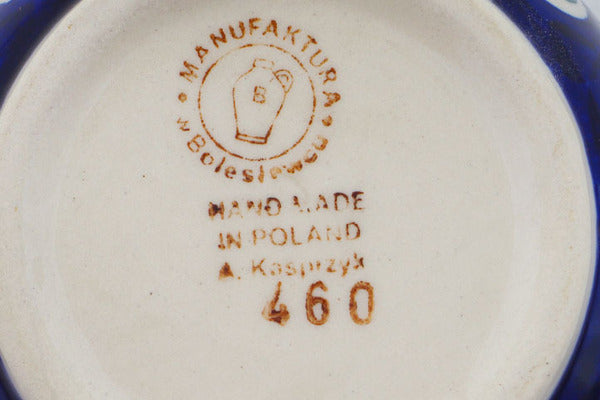 MANUFAKTURA
w Bolesławcu
B
HAND MADE
IN POLAND
A. Kasprzyk
460